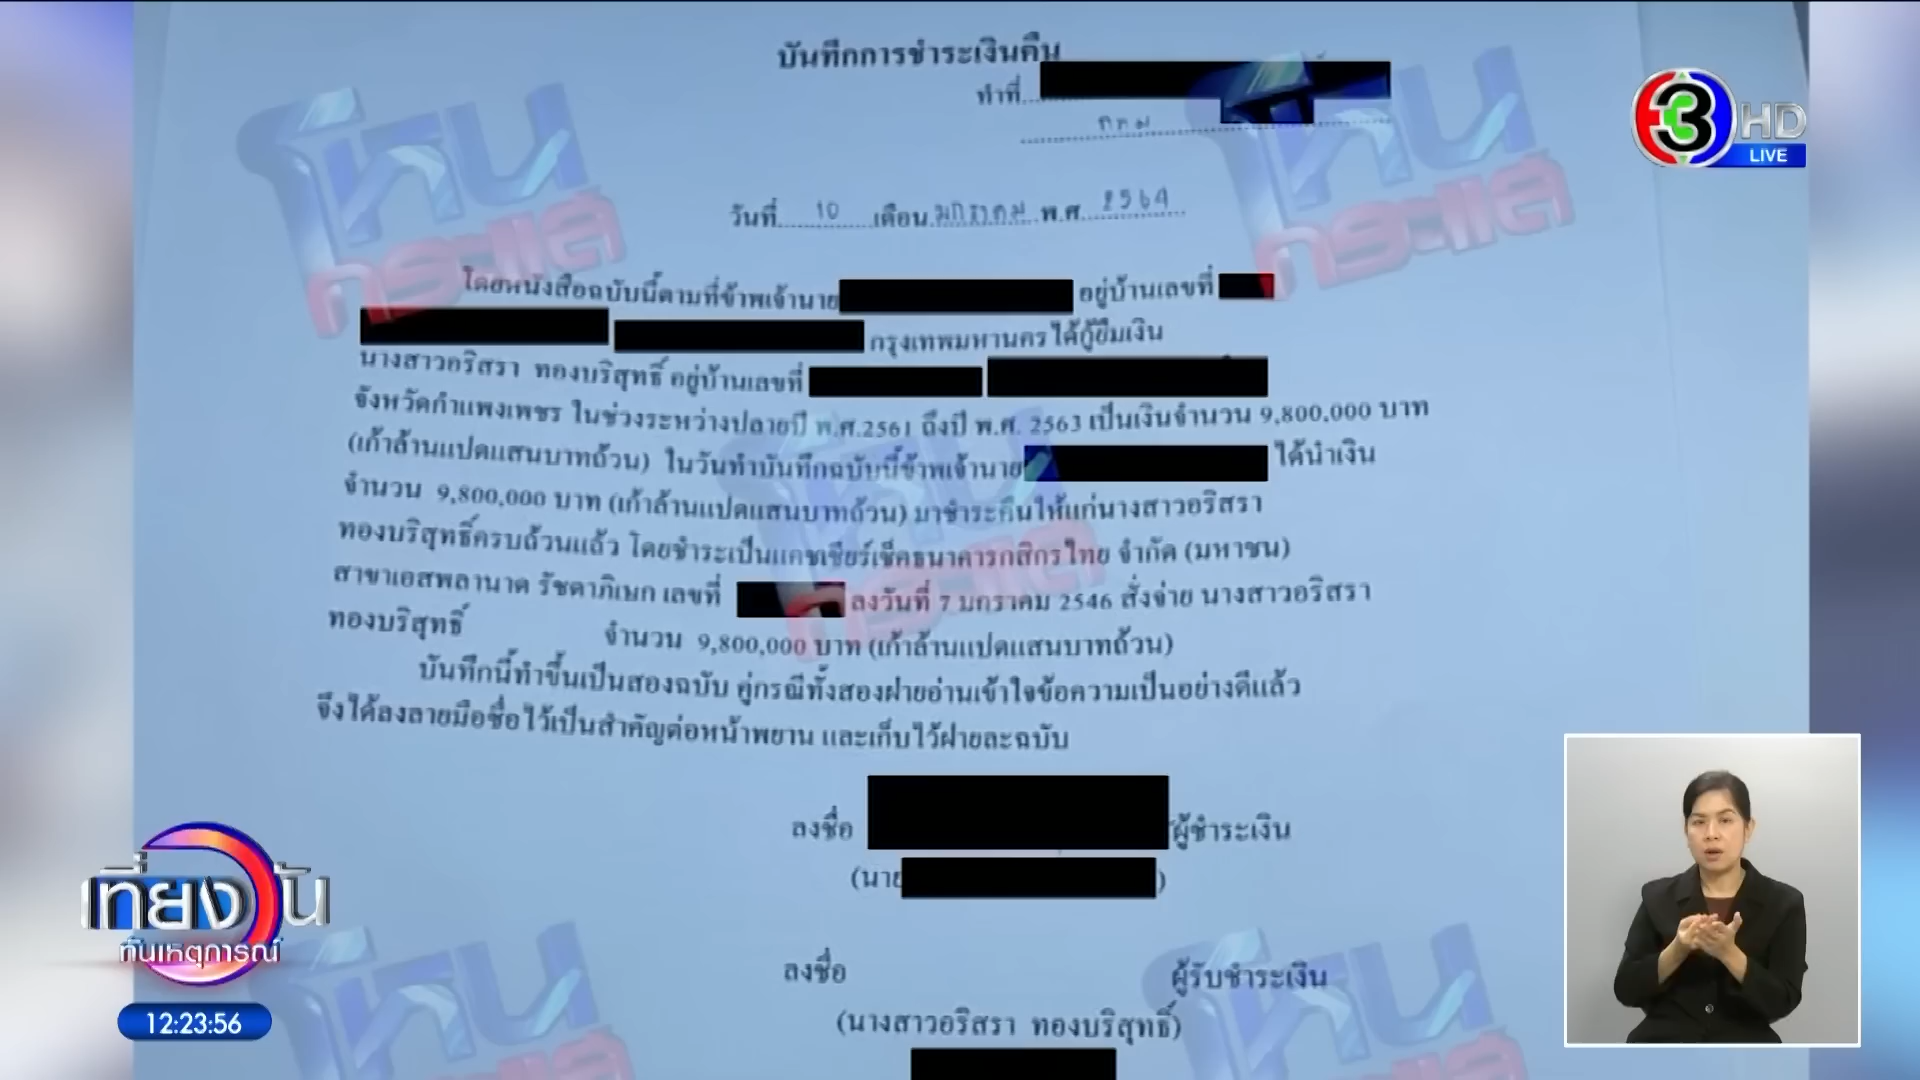 บันทึกการชำระเงินคืน
ทำที่
กทม
วันที่ 10 เดือน มกราคม พ.ศ. 2564
โดยหนังสือฉบับนี้ตามที่ข้าพเจ้านาย อยู่บ้านเลขที่
กรุงเทพมหานคร ได้กู้ยืมเงิน
นางสาวอริสรา ทองบริสุทธิ์ อยู่บ้านเลขที่
จังหวัดกำแพงเพชร ในช่วงระหว่างปลายปี พ.ศ.2561 ถึงปี พ.ศ. 2563 เป็นเงินจำนวน 9,800,000 บาท
(เก้าล้านแปดแสนบาทถ้วน) ในวันทำบันทึกฉบับนี้ข้าพเจ้านาย ได้นำเงิน
จำนวน 9,800,000 บาท (เก้าล้านแปดแสนบาทถ้วน) มาชำระคืนให้แก่นางสาวอริสรา
ทองบริสุทธิ์ครบถ้วนแล้ว โดยชำระเป็นแคชเชียร์เช็คธนาคารกสิกรไทย จำกัด (มหาชน)
สาขาเอสพลานาด รัชดาภิเษก เลขที่ ลงวันที่ 7 มกราคม 2546 สั่งจ่าย นางสาวอริสรา
ทองบริสุทธิ์ จำนวน 9,800,000 บาท (เก้าล้านแปดแสนบาทถ้วน)
บันทึกนี้ทำขึ้นเป็นสองฉบับ คู่กรณีทั้งสองฝ่ายอ่านเข้าใจข้อความเป็นอย่างดีแล้ว
จึงได้ลงลายมือชื่อไว้เป็นสำคัญต่อหน้าพยาน และเก็บไว้ฝ่ายละฉบับ
ลงชื่อ ผู้ชำระเงิน
(นาย )
ลงชื่อ ผู้รับชำระเงิน
(นางสาวอริสรา ทองบริสุทธิ์)
โหนกระแส
3 HD
LIVE
เที่ยงวัน
ทันเหตุการณ์
12:23:56